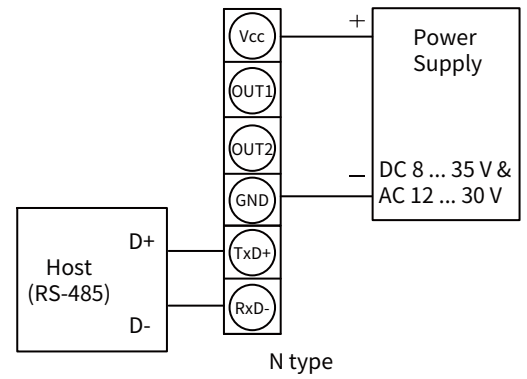 Vcc
+
Power
Supply
OUT1
OUT2
−
DC 8 ... 35 V &
AC 12 ... 30 V
GND
D+
TxD+
Host
(RS-485)
RxD-
D-
N type